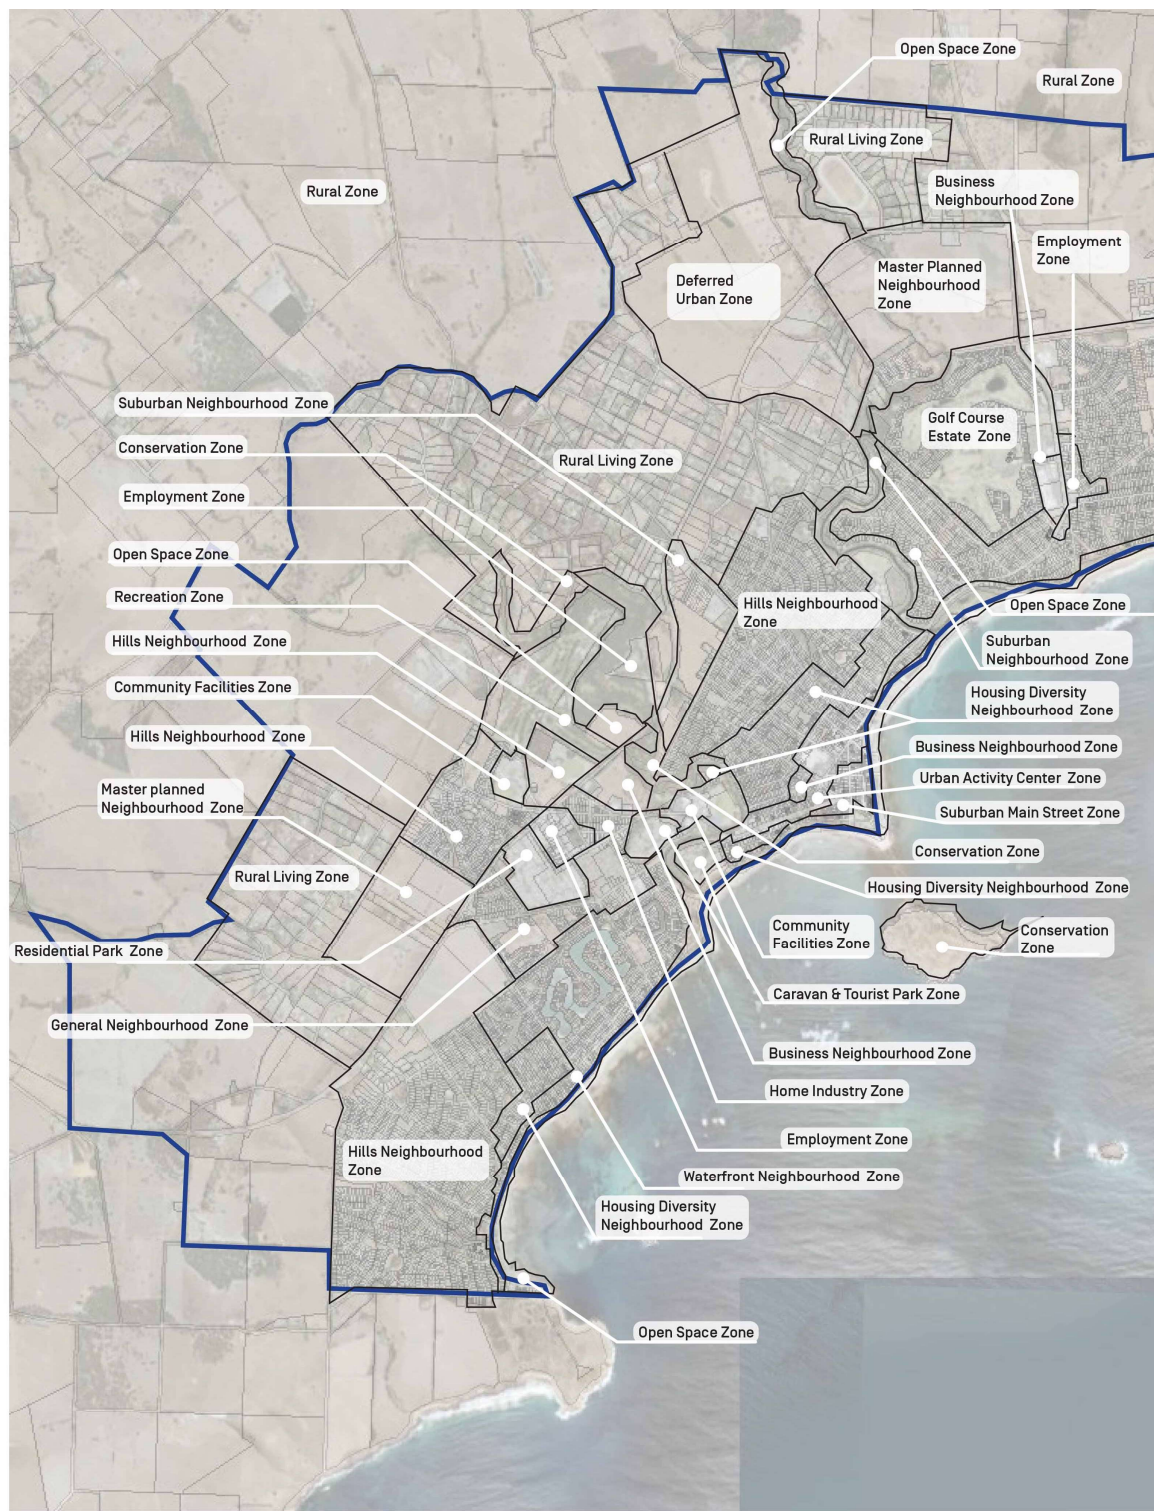 Open Space Zone
Rural Zone
Rural Living Zone
Rural Zone
Business
Neighbourhood Zone
Employment
Zone
Deferred
Urban Zone
Master Planned
Neighbourhood
Zone
Suburban Neighbourhood Zone
Golf Course
Estate Zone
Conservation Zone
Rural Living Zone
Employment Zone
Open Space Zone
Recreation Zone
Hills Neighbourhood
Zone
Open Space Zone
Hills Neighbourhood Zone
Suburban
Neighbourhood Zone
Community Facilities Zone
Housing Diversity
Neighbourhood Zone
Hills Neighbourhood Zone
Business Neighbourhood Zone
Urban Activity Center Zone
Master planned
Neighbourhood Zone
Suburban Main Street Zone
Conservation Zone
Rural Living Zone
Housing Diversity Neighbourhood Zone
Community
Facilities Zone
Conservation
Zone
Residential Park Zone
Caravan & Tourist Park Zone
General Neighbourhood Zone
Business Neighbourhood Zone
Home Industry Zone
Employment Zone
Hills Neighbourhood
Zone
Waterfront Neighbourhood Zone
Housing Diversity
Neighbourhood Zone
Open Space Zone